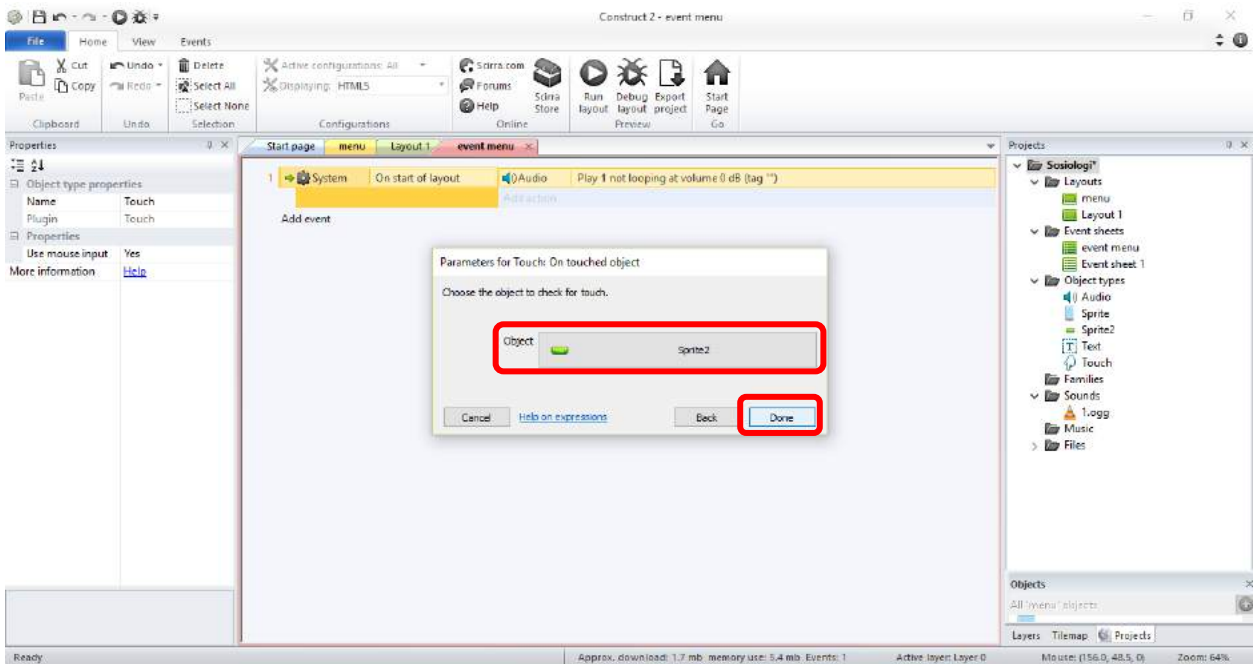 Construct 2 - event menu
File Home View Events
Cut
Copy
Paste
Clipboard
Undo
Redo
Undo
Delete
Select All
Select None
Selection
Active configurations: All
Displaying: HTML5
Configurations
Scirra.com
Forums
Help
Scirra Store
Online
Run layout
Debug layout
Export project
Preview
Start Page
Go
Properties
Object type properties
Name Touch
Plugin Touch
Properties
Use mouse input Yes
More information Help
Start page menu Layout 1 event menu
1 System On start of layout Audio Play 1 not looping at volume 0 dB (tag "")
Add action
Add event
Parameters for Touch: On touched object
Choose the object to check for touch.
Object Sprite2
Cancel Help on expressions Back Done
Projects
Sosiologi*
Layouts
menu
Layout 1
Event sheets
event menu
Event sheet 1
Object types
Audio
Sprite
Sprite2
Text
Touch
Families
Sounds
1.ogg
Music
Files
Objects
All 'menu' objects
Layers Tilemap Projects
Ready Approx. download: 1.7 mb memory use: 5.4 mb Events: 1 Active layer: Layer 0 Mouse: (156.0, 48.5, 0) Zoom: 64%